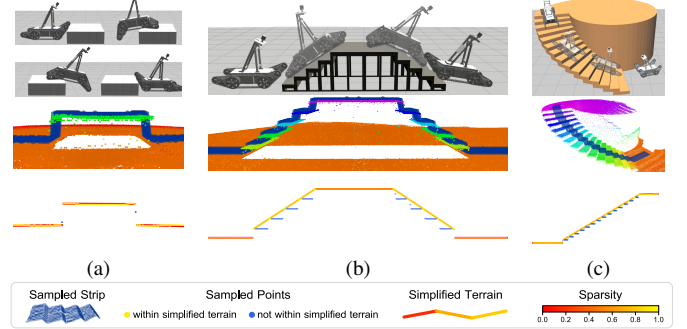 (a)
(b)
(c)
Sampled Strip
Sampled Points
Simplified Terrain
Sparsity
within simplified terrain
not within simplified terrain
0.0 0.2 0.4 0.6 0.8 1.0